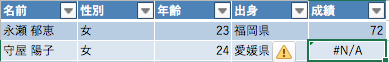 名前 性別 年齢 出身 成績
永瀬 郁恵 女 23 福岡県 72
守屋 陽子 女 24 愛媛県 #N/A